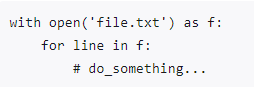 with open('file.txt') as f:
    for line in f:
        # do_something...